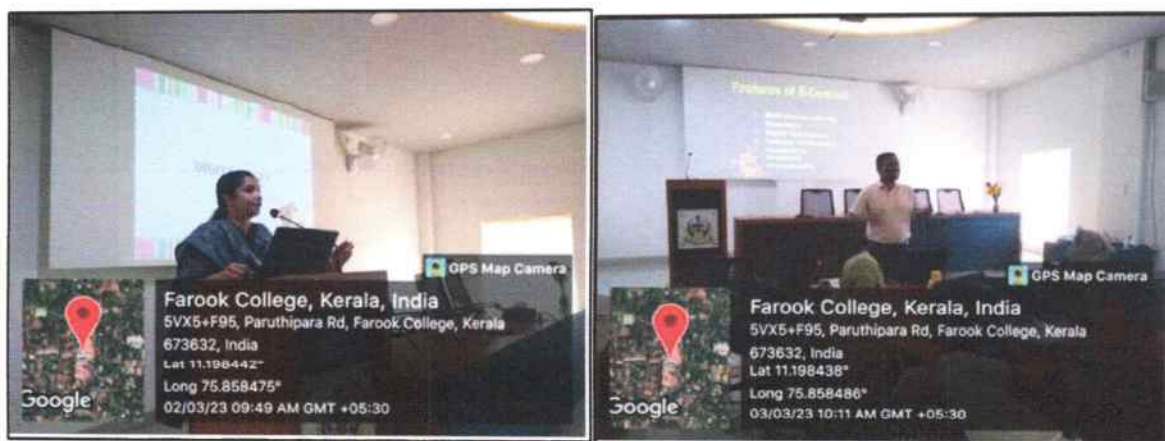 GPS Map Camera
Farook College, Kerala, India
5VX5+F95, Paruthipara Rd, Farook College, Kerala
673632, India
Lat 11.198442°
Long 75.858475°
02/03/23 09:49 AM GMT +05:30
Google
Features of
GPS Map Camera
Farook College, Kerala, India
5VX5+F95, Paruthipara Rd, Farook College, Kerala
673632, India
Lat 11.198438°
Long 75.858486°
03/03/23 10:11 AM GMT +05:30
Google